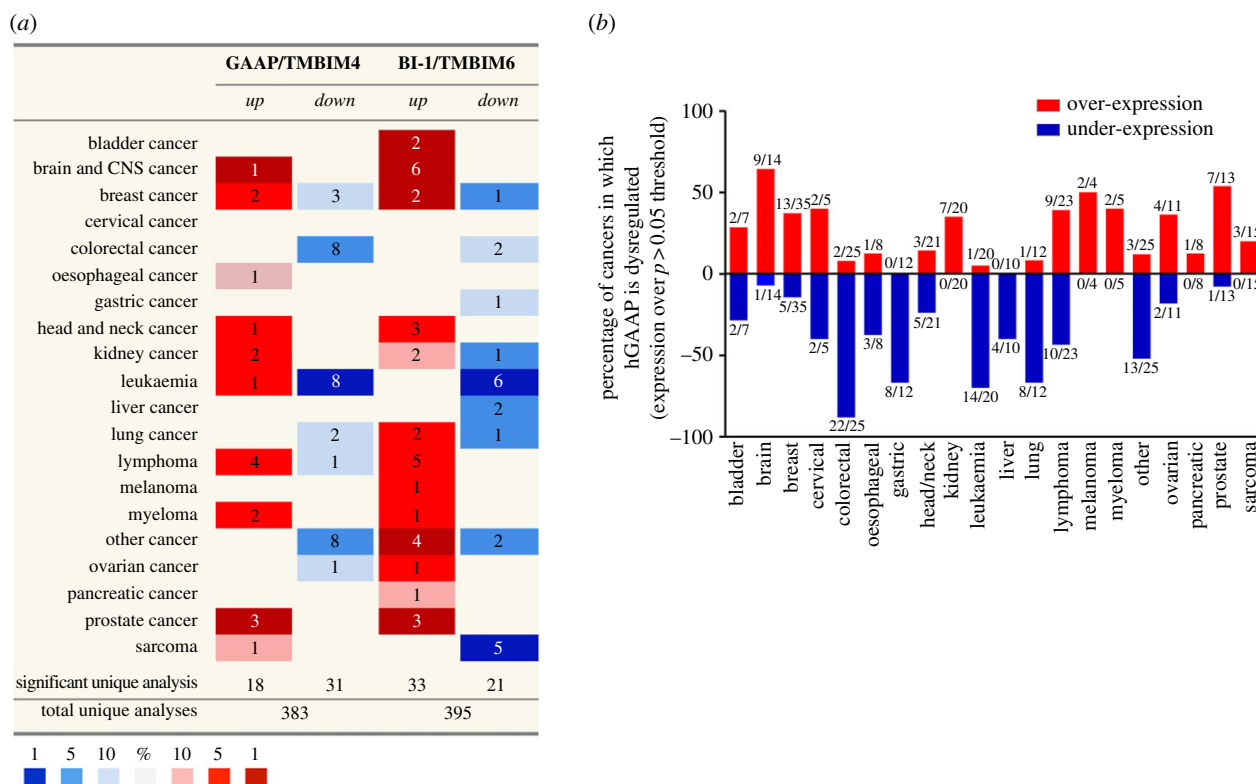 (a)
GAAP/TMBIM4 BI-1/TMBIM6
up down up down
bladder cancer 2
brain and CNS cancer 1 6
breast cancer 2 3 2 1
cervical cancer
colorectal cancer 8 2
oesophageal cancer 1
gastric cancer 1
head and neck cancer 1 3
kidney cancer 2 2 1
leukaemia 1 8 6
liver cancer 2
lung cancer 2 2 1
lymphoma 4 1 5
melanoma 1
myeloma 2 1
other cancer 8 4 2
ovarian cancer 1 1
pancreatic cancer 1
prostate cancer 3 3
sarcoma 1 5
significant unique analysis 18 31 33 21
total unique analyses 383 395
1 5 10 % 10 5 1
(b)
over-expression
under-expression
percentage of cancers in which
hGAAP is dysregulated
(expression over p > 0.05 threshold)
100
50
0
−50
−100
2/7 9/14 13/35 2/5 2/25 1/8 0/12 3/21 7/20 1/20 0/10 1/12 9/23 2/4 2/5 3/25 4/11 1/8 7/13 3/15
2/7 1/14 5/35 2/5 22/25 3/8 8/12 5/21 0/20 14/20 4/10 8/12 10/23 0/4 0/5 13/25 2/11 0/8 1/13 0/15
bladder
brain
breast
cervical
colorectal
oesophageal
gastric
head/neck
kidney
leukaemia
liver
lung
lymphoma
melanoma
myeloma
other
ovarian
pancreatic
prostate
sarcoma